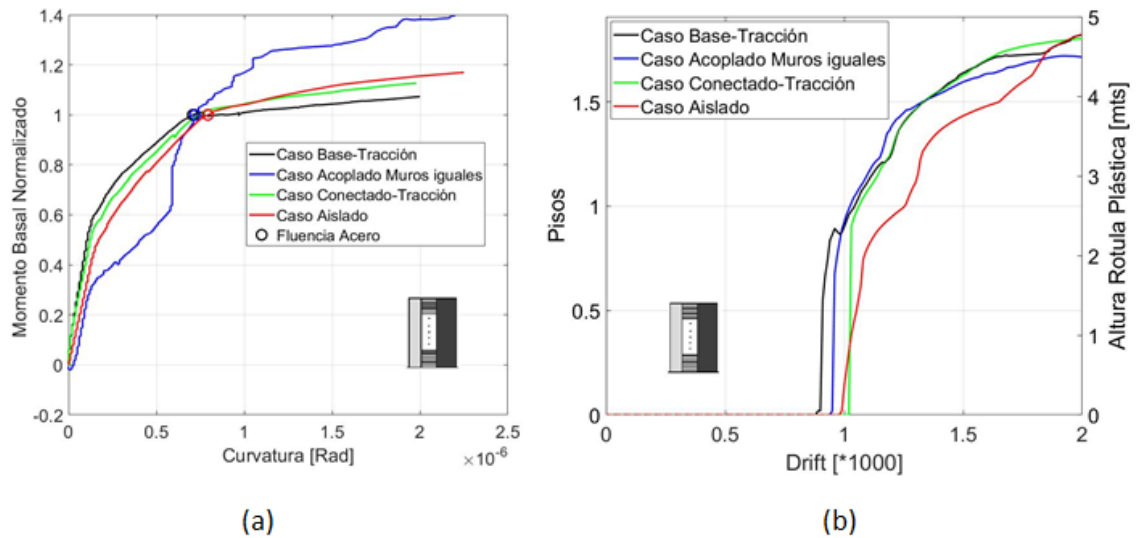 1.4
1.2
1
0.8
0.6
0.4
0.2
0
-0.2
Momento Basal Normalizado
Caso Base-Tracción
Caso Acoplado Muros iguales
Caso Conectado-Tracción
Caso Aislado
Fluencia Acero
0 0.5 1 1.5 2 2.5
Curvatura [Rad]
×10⁻⁶
(a)
1.5
1
0.5
0
Pisos
Caso Base-Tracción
Caso Acoplado Muros iguales
Caso Conectado-Tracción
Caso Aislado
5
4
3
2
1
0
Altura Rotula Plástica [mts]
0 0.5 1 1.5 2
Drift [*1000]
(b)